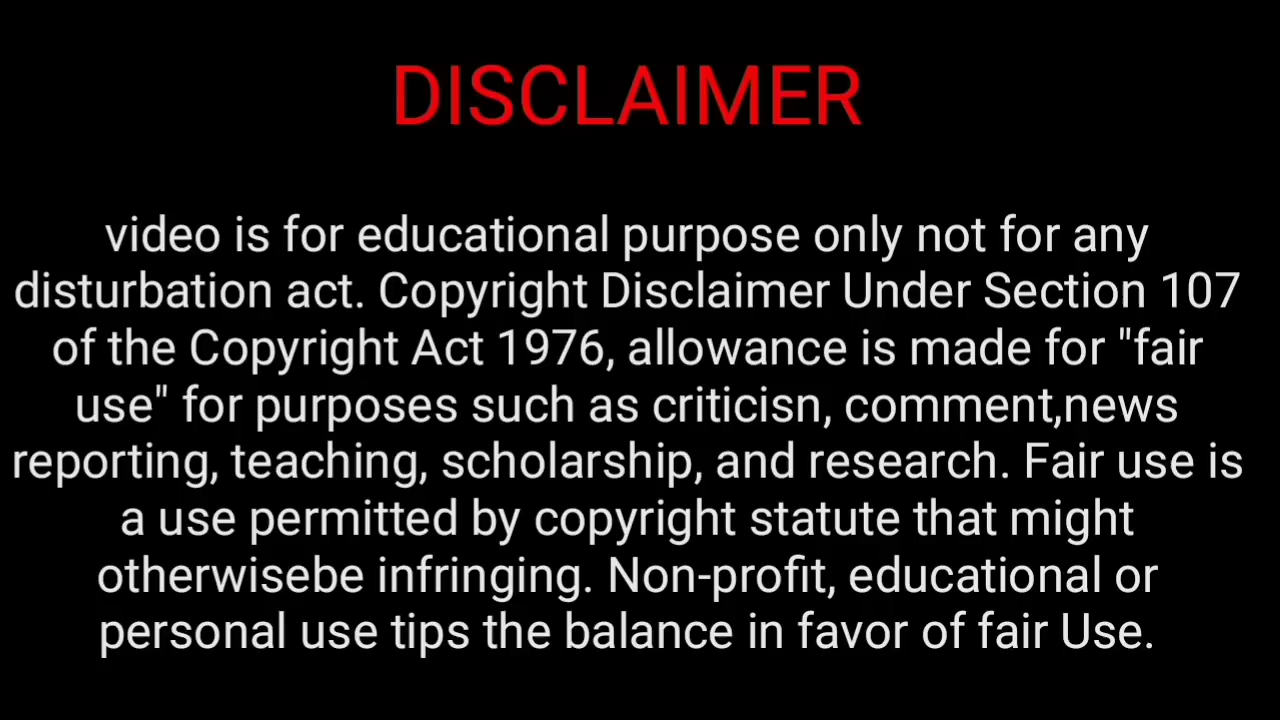 DISCLAIMER
video is for educational purpose only not for any
disturbation act. Copyright Disclaimer Under Section 107
of the Copyright Act 1976, allowance is made for "fair
use" for purposes such as criticisn, comment,news
reporting, teaching, scholarship, and research. Fair use is
a use permitted by copyright statute that might
otherwisebe infringing. Non-profit, educational or
personal use tips the balance in favor of fair Use.